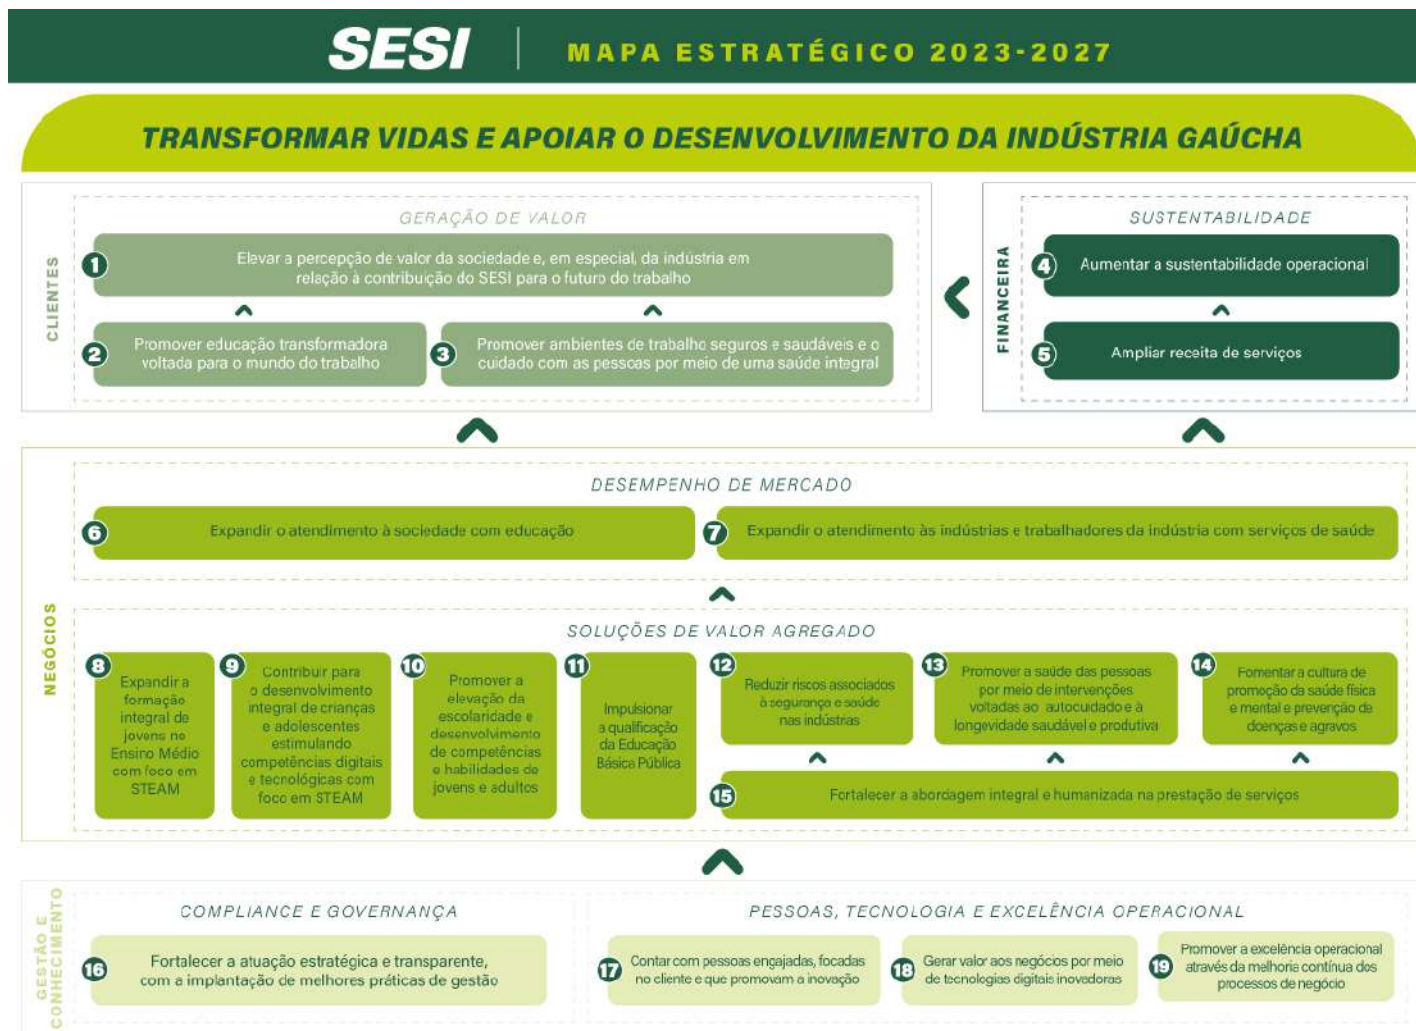 SESI
MAPA ESTRATÉGICO 2023-2027
TRANSFORMAR VIDAS E APOIAR O DESENVOLVIMENTO DA INDÚSTRIA GAÚCHA
CLIENTES
GERAÇÃO DE VALOR
1
Elevar a percepção de valor da sociedade e, em especial, da indústria em
relação à contribuição do SESI para o futuro do trabalho
2
Promover educação transformadora
voltada para o mundo do trabalho
3
Promover ambientes de trabalho seguros e saudáveis e o
cuidado com as pessoas por meio de uma saúde integral
FINANCEIRA
SUSTENTABILIDADE
4
Aumentar a sustentabilidade operacional
5
Ampliar receita de serviços
NEGÓCIOS
DESEMPENHO DE MERCADO
6
Expandir o atendimento à sociedade com educação
7
Expandir o atendimento às indústrias e trabalhadores da indústria com serviços de saúde
SOLUÇÕES DE VALOR AGREGADO
8
Expandir a
formação
integral de
jovens no
Ensino Médio
com foco em
STEAM
9
Contribuir para
o desenvolvimento
integral de crianças
e adolescentes
estimulando
competências digitais
e tecnológicas com
foco em STEAM
10
Promover a
elevação da
escolaridade e
desenvolvimento
de competências
e habilidades de
jovens e adultos
11
Impulsionar
a qualificação
da Educação
Básica Pública
12
Reduzir riscos associados
à segurança e saúde
nas indústrias
13
Promover a saúde das pessoas
por meio de intervenções
voltadas ao autocuidado e à
longevidade saudável e produtiva
14
Fomentar a cultura de
promoção da saúde física
e mental e prevenção de
doenças e agravos
15
Fortalecer a abordagem integral e humanizada na prestação de serviços
GESTÃO E
CONHECIMENTO
COMPLIANCE E GOVERNANÇA
16
Fortalecer a atuação estratégica e transparente,
com a implantação de melhores práticas de gestão
PESSOAS, TECNOLOGIA E EXCELÊNCIA OPERACIONAL
17
Contar com pessoas engajadas, focadas
no cliente e que promovam a inovação
18
Gerar valor aos negócios por meio
de tecnologias digitais inovadoras
19
Promover a excelência operacional
através da melhoria contínua dos
processos de negócio